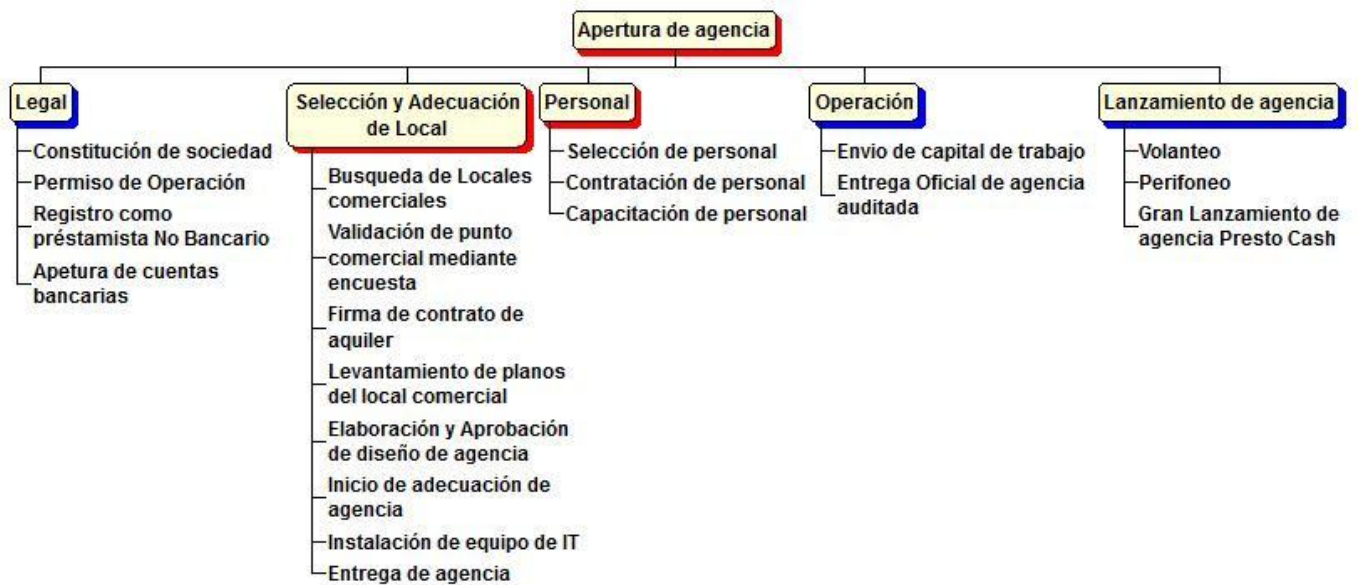 Apertura de agencia
Legal
Constitución de sociedad
Permiso de Operación
Registro como
préstamista No Bancario
Apetura de cuentas
bancarias
Selección y Adecuación
de Local
Busqueda de Locales
comerciales
Validación de punto
comercial mediante
encuesta
Firma de contrato de
aquiler
Levantamiento de planos
del local comercial
Elaboración y Aprobación
de diseño de agencia
Inicio de adecuación de
agencia
Instalación de equipo de IT
Entrega de agencia
Personal
Selección de personal
Contratación de personal
Capacitación de personal
Operación
Envio de capital de trabajo
Entrega Oficial de agencia
auditada
Lanzamiento de agencia
Volanteo
Perifoneo
Gran Lanzamiento de
agencia Presto Cash